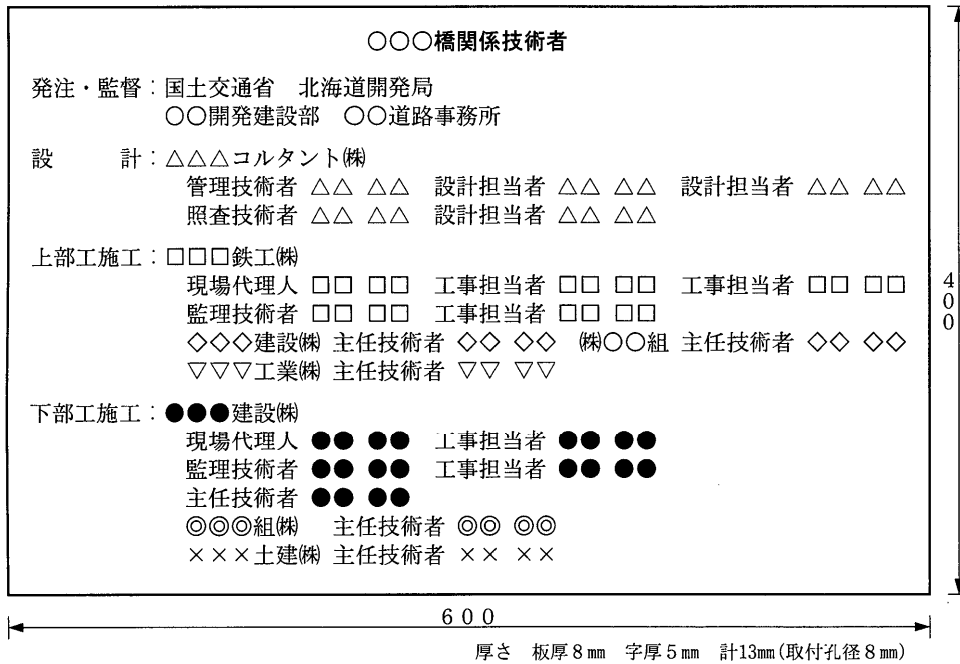 ○○○橋関係技術者
発注・監督：国土交通省　北海道開発局
○○開発建設部　○○道路事務所
設　　計：△△△コルタント㈱
管理技術者 △△ △△　設計担当者 △△ △△　設計担当者 △△ △△
照査技術者 △△ △△　設計担当者 △△ △△
上部工施工：□□□鉄工㈱
現場代理人 □□ □□　工事担当者 □□ □□　工事担当者 □□ □□
監理技術者 □□ □□　工事担当者 □□ □□
◇◇◇建設㈱ 主任技術者 ◇◇ ◇◇　㈱○○組 主任技術者 ◇◇ ◇◇
▽▽▽工業㈱ 主任技術者 ▽▽ ▽▽
下部工施工：●●●建設㈱
現場代理人 ●● ●●　工事担当者 ●● ●●
監理技術者 ●● ●●　工事担当者 ●● ●●
主任技術者 ●● ●●
◎◎◎組㈱　主任技術者 ◎◎ ◎◎
×××土建㈱ 主任技術者 ×× ××
400
600
厚さ　板厚8㎜　字厚5㎜　計13㎜(取付孔径8㎜)